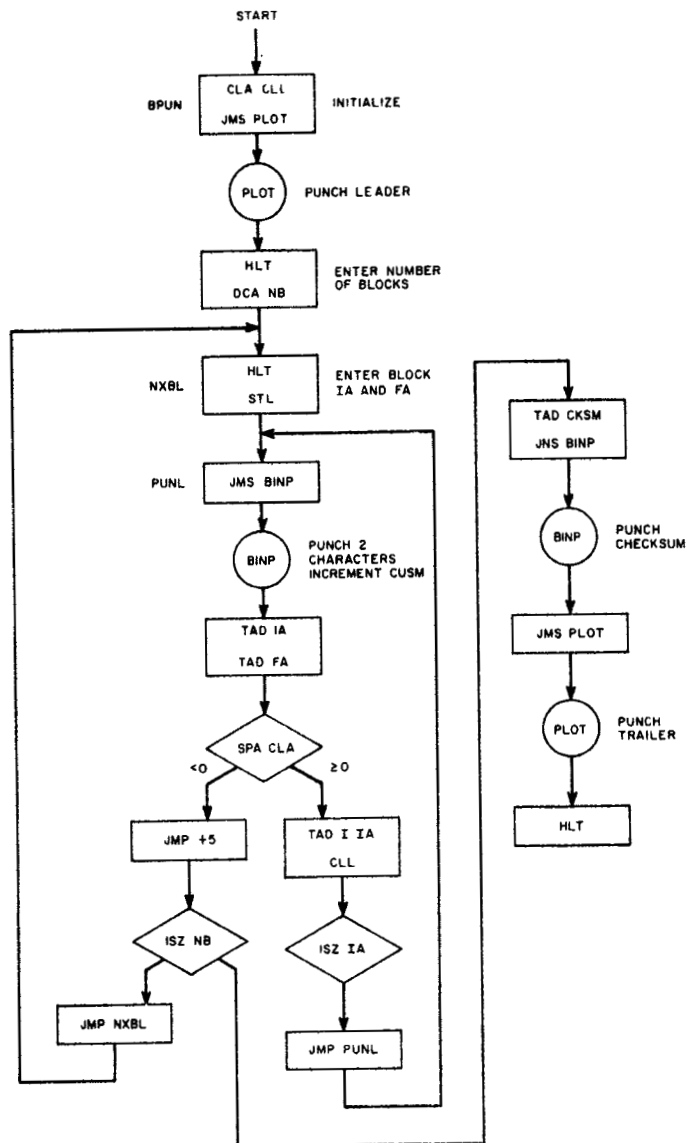 START
BPUN
CLA CLL
JMS PLOT
INITIALIZE
PLOT
PUNCH LEADER
HLT
DCA NB
ENTER NUMBER
OF BLOCKS
NXBL
HLT
STL
ENTER BLOCK
IA AND FA
PUNL
JMS BINP
BINP
PUNCH 2
CHARACTERS
INCREMENT CUSM
TAD IA
TAD FA
SPA CLA
<0
≥0
JMP +5
TAD I IA
CLL
ISZ NB
ISZ IA
JMP NXBL
JMP PUNL
TAD CKSM
JNS BINP
BINP
PUNCH
CHECKSUM
JMS PLOT
PLOT
PUNCH
TRAILER
HLT